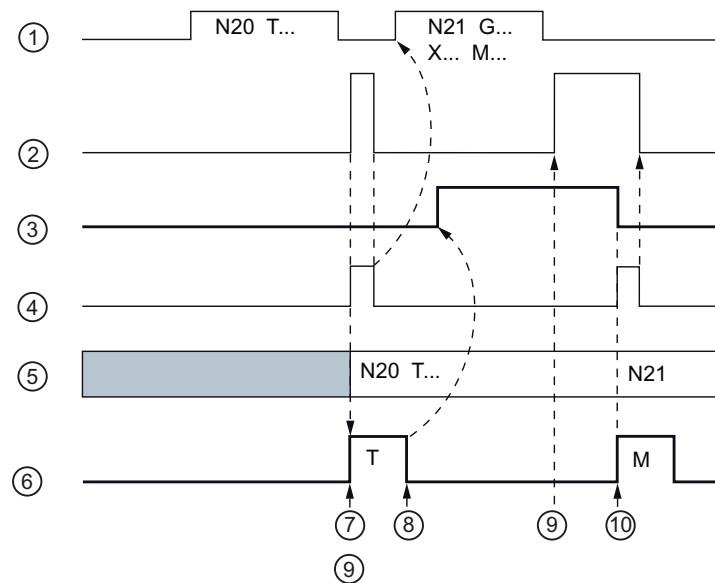 ① N20 T... N21 G...
X... M...
②
③
④
⑤ N20 T... N21
⑥ T M
⑦ ⑧ ⑨ ⑩
⑨